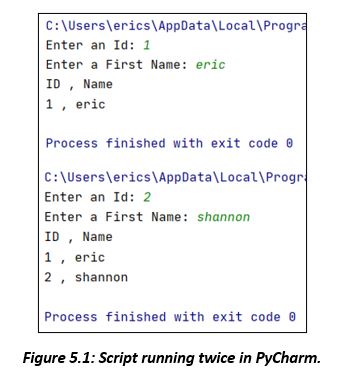 C:\Users\erics\AppData\Local\Progra
Enter an Id: 1
Enter a First Name: eric
ID , Name
1 , eric
Process finished with exit code 0
C:\Users\erics\AppData\Local\Progra
Enter an Id: 2
Enter a First Name: shannon
ID , Name
1 , eric
2 , shannon
Process finished with exit code 0
Figure 5.1: Script running twice in PyCharm.